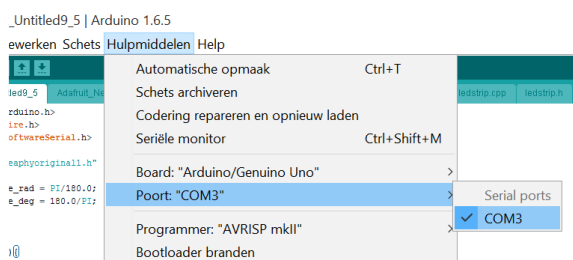 _Untitled9_5 | Arduino 1.6.5
ewerken Schets Hulpmiddelen Help
Automatische opmaak Ctrl+T
Schets archiveren
Codering repareren en opnieuw laden
Seriële monitor Ctrl+Shift+M
Board: "Arduino/Genuino Uno"
Poort: "COM3"
Programmer: "AVRISP mkII"
Bootloader branden
Serial ports
COM3
tled9_5 Adafruit_Ne
ledstrip.cpp ledstrip.h
rduino.h>
ire.h>
oftwareSerial.h>
eaphyoriginal1.h"
e_rad = PI/180.0;
e_deg = 180.0/PI;